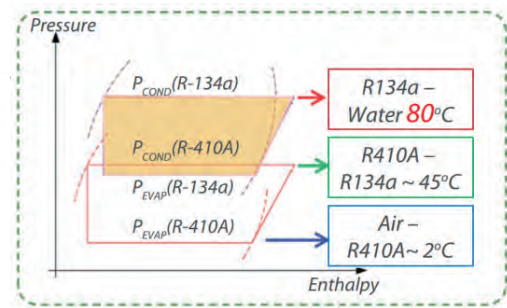 Pressure
P_COND(R-134a)
R134a –
Water 80°C
P_COND(R-410A)
R410A –
R134a ~ 45°C
P_EVAP(R-134a)
P_EVAP(R-410A)
Air –
R410A~ 2°C
Enthalpy